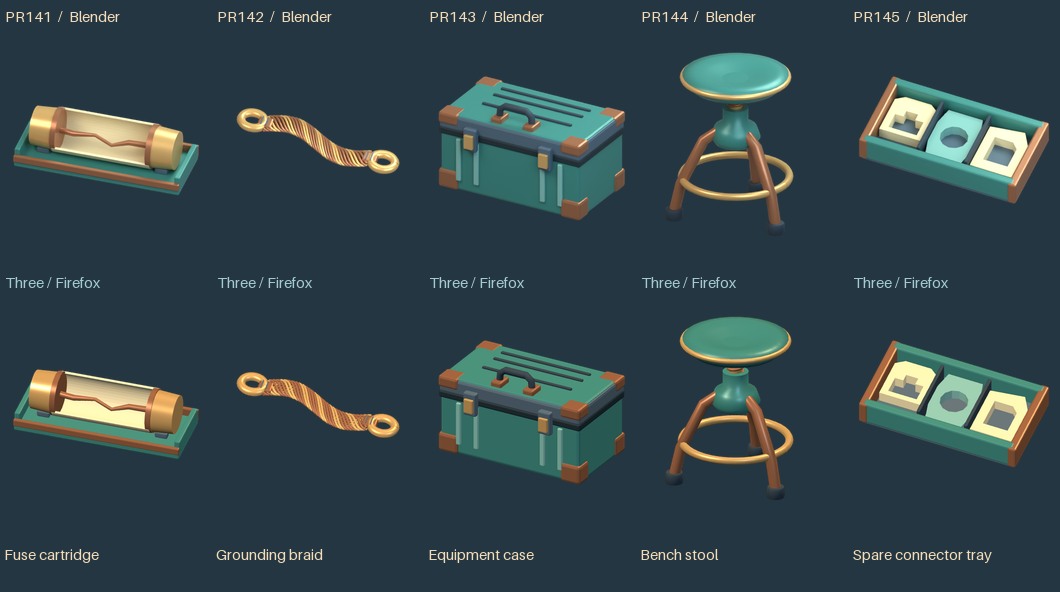 PR141 / Blender PR142 / Blender PR143 / Blender PR144 / Blender PR145 / Blender
Three / Firefox Three / Firefox Three / Firefox Three / Firefox Three / Firefox
Fuse cartridge Grounding braid Equipment case Bench stool Spare connector tray